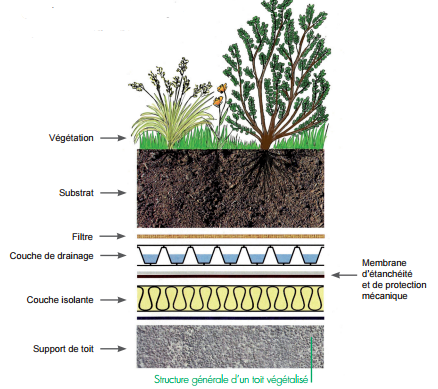 Végétation
Substrat
Filtre
Couche de drainage
Membrane
d'étanchéité
et de protection
mécanique
Couche isolante
Support de toit
Structure générale d'un toit végétalisé